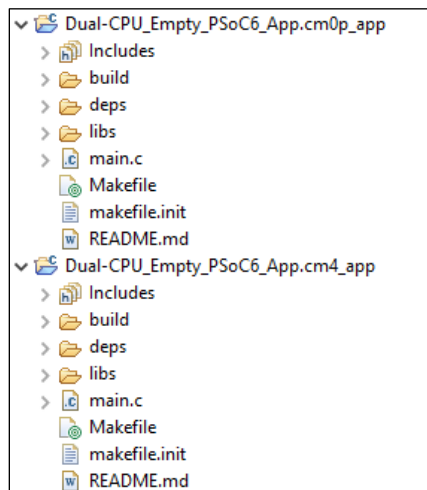 Dual-CPU_Empty_PSoC6_App.cm0p_app
Includes
build
deps
libs
main.c
Makefile
makefile.init
README.md
Dual-CPU_Empty_PSoC6_App.cm4_app
Includes
build
deps
libs
main.c
Makefile
makefile.init
README.md